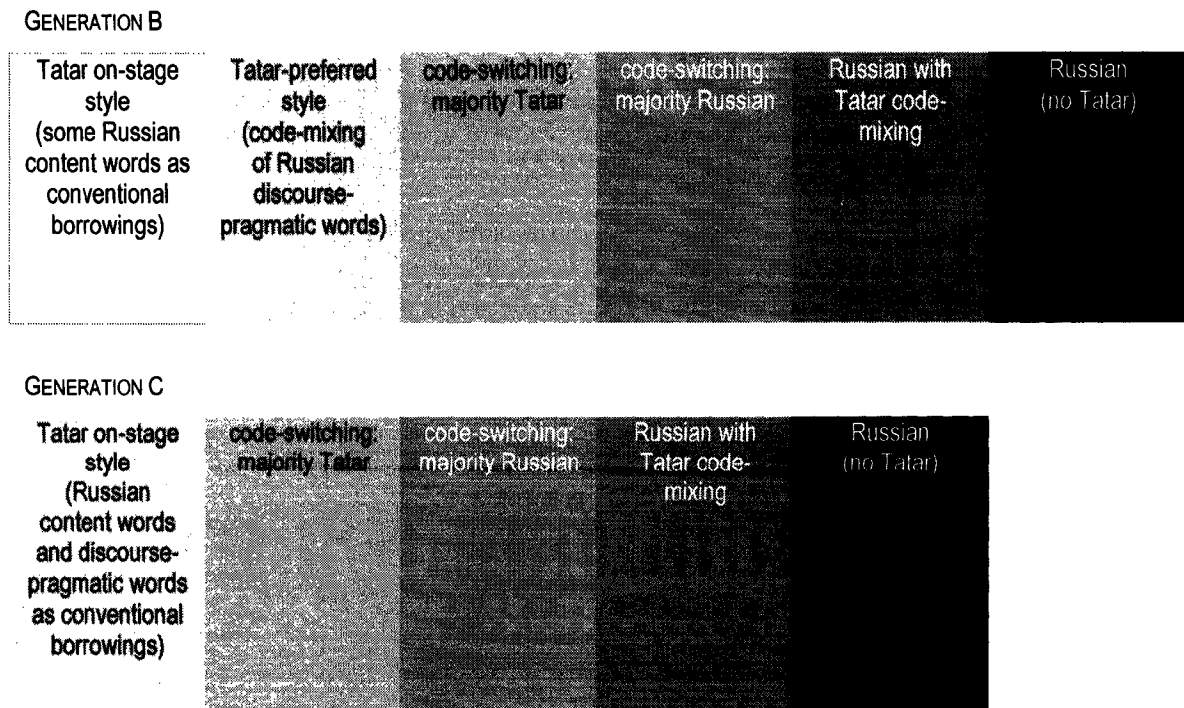 GENERATION B
Tatar on-stage
style
(some Russian
content words as
conventional
borrowings)
Tatar-preferred
style
(code-mixing
of Russian
discourse-
pragmatic words)
code-switching:
majority Tatar
code-switching:
majority Russian
Russian with
Tatar code-
mixing
Russian
(no Tatar)
GENERATION C
Tatar on-stage
style
(Russian
content words
and discourse-
pragmatic words
as conventional
borrowings)
code-switching:
majority Tatar
code-switching:
majority Russian
Russian with
Tatar code-
mixing
Russian
(no Tatar)